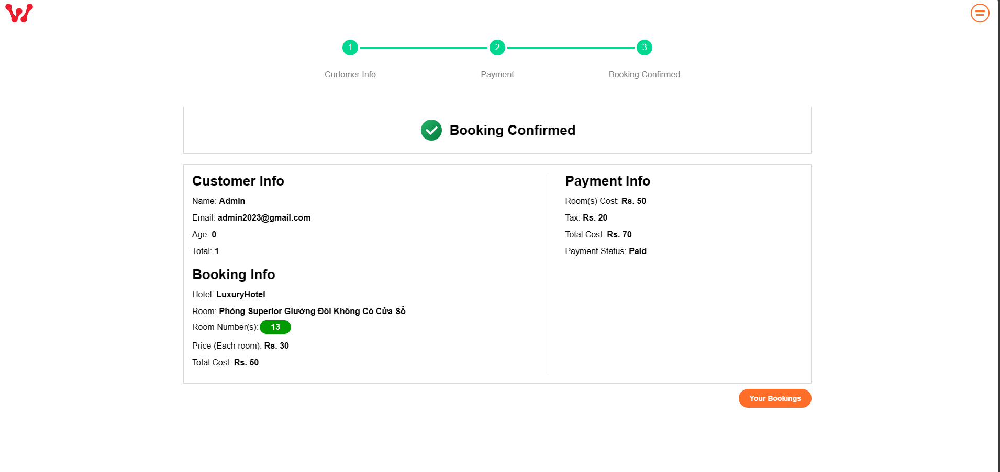 1 2 3
Curtomer Info Payment Booking Confirmed
Booking Confirmed
Customer Info
Name: Admin
Email: admin2023@gmail.com
Age: 0
Total: 1
Booking Info
Hotel: LuxuryHotel
Room: Phòng Superior Giường Đôi Không Có Cửa Sổ
Room Number(s): 13
Price (Each room): Rs. 30
Total Cost: Rs. 50
Payment Info
Room(s) Cost: Rs. 50
Tax: Rs. 20
Total Cost: Rs. 70
Payment Status: Paid
Your Bookings